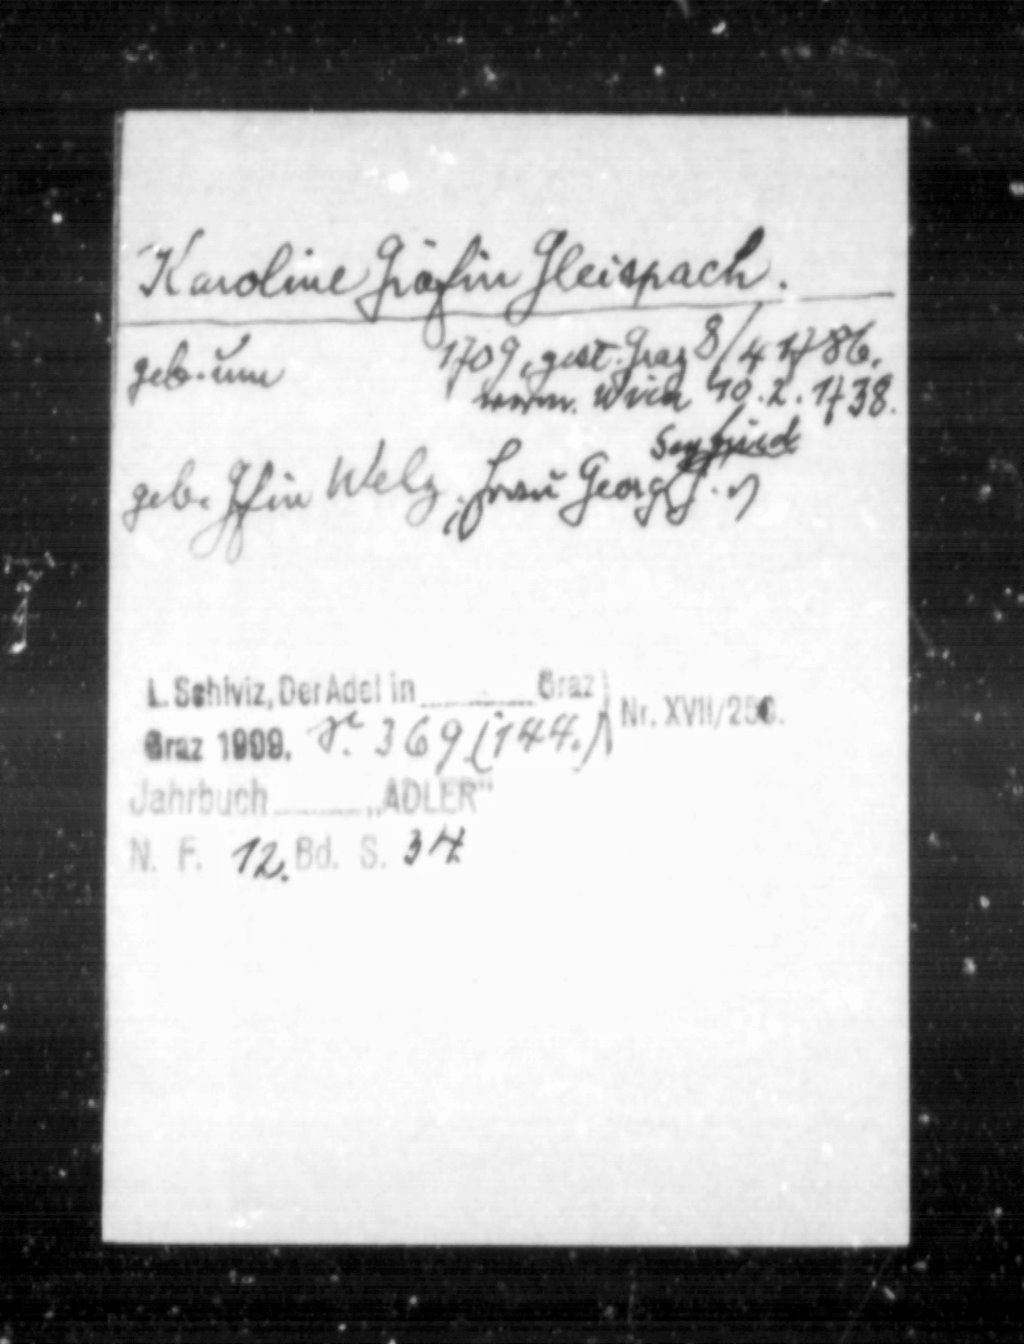 Karoline Gräfin Gleispach.
geb. um 1709, gest. Graz 8/4 1786.
verm. Wien 10.2.1738.
Seyfried
geb. Gfin Welz, Frau Georg
L. Schiviz, Der Adel in ______ Graz
Nr. XVII/256.
Graz 1909. S. 369 (144.)
Jahrbuch ______ „ADLER"
N. F. 12. Bd. S. 34